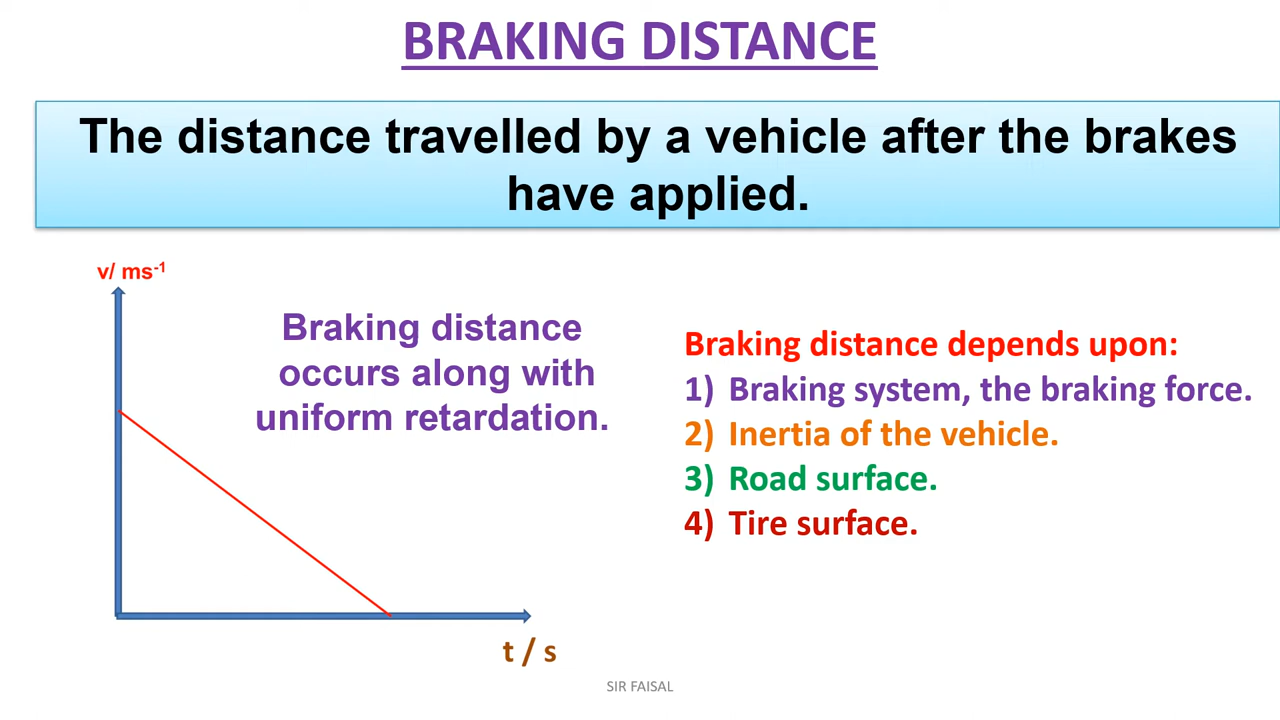 BRAKING DISTANCE
The distance travelled by a vehicle after the brakes
have applied.
v/ ms⁻¹
Braking distance
occurs along with
uniform retardation.
Braking distance depends upon:
1) Braking system, the braking force.
2) Inertia of the vehicle.
3) Road surface.
4) Tire surface.
t / s
SIR FAISAL